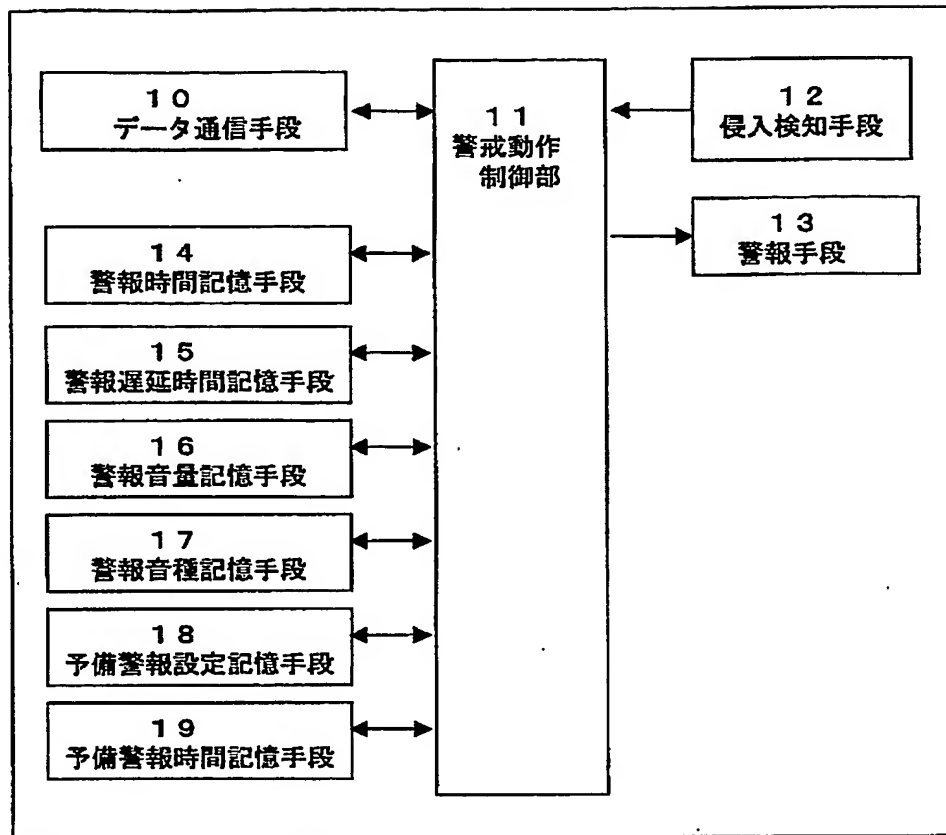 １０
データ通信手段
１１
警戒動作
制御部
１２
侵入検知手段
１３
警報手段
１４
警報時間記憶手段
１５
警報遅延時間記憶手段
１６
警報音量記憶手段
１７
警報音種記憶手段
１８
予備警報設定記憶手段
１９
予備警報時間記憶手段